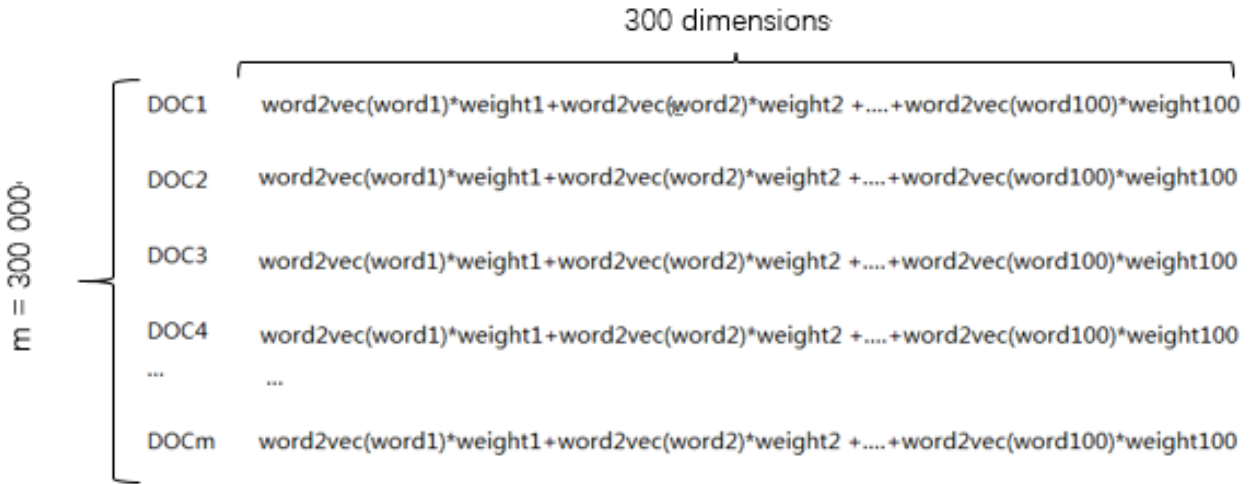 300 dimensions
m = 300 000
DOC1 word2vec(word1)*weight1+word2vec(word2)*weight2 +....+word2vec(word100)*weight100
DOC2 word2vec(word1)*weight1+word2vec(word2)*weight2 +....+word2vec(word100)*weight100
DOC3 word2vec(word1)*weight1+word2vec(word2)*weight2 +....+word2vec(word100)*weight100
DOC4 word2vec(word1)*weight1+word2vec(word2)*weight2 +....+word2vec(word100)*weight100
... ...
DOCm word2vec(word1)*weight1+word2vec(word2)*weight2 +....+word2vec(word100)*weight100